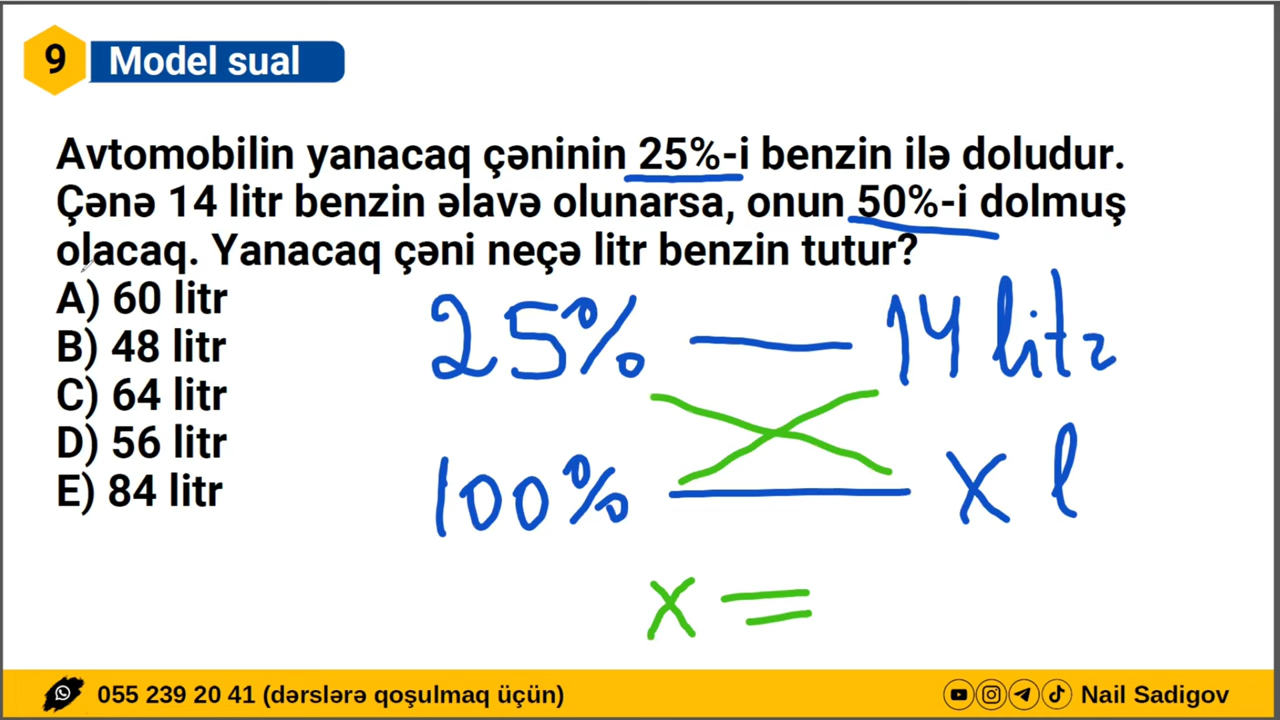 9 Model sual
Avtomobilin yanacaq çəninin 25%-i benzin ilə doludur.
Çənə 14 litr benzin əlavə olunarsa, onun 50%-i dolmuş
olacaq. Yanacaq çəni neçə litr benzin tutur?
A) 60 litr
B) 48 litr
C) 64 litr
D) 56 litr
E) 84 litr
25% — 14 litr
100% — x l
x =
055 239 20 41 (dərslərə qoşulmaq üçün)
Nail Sadigov